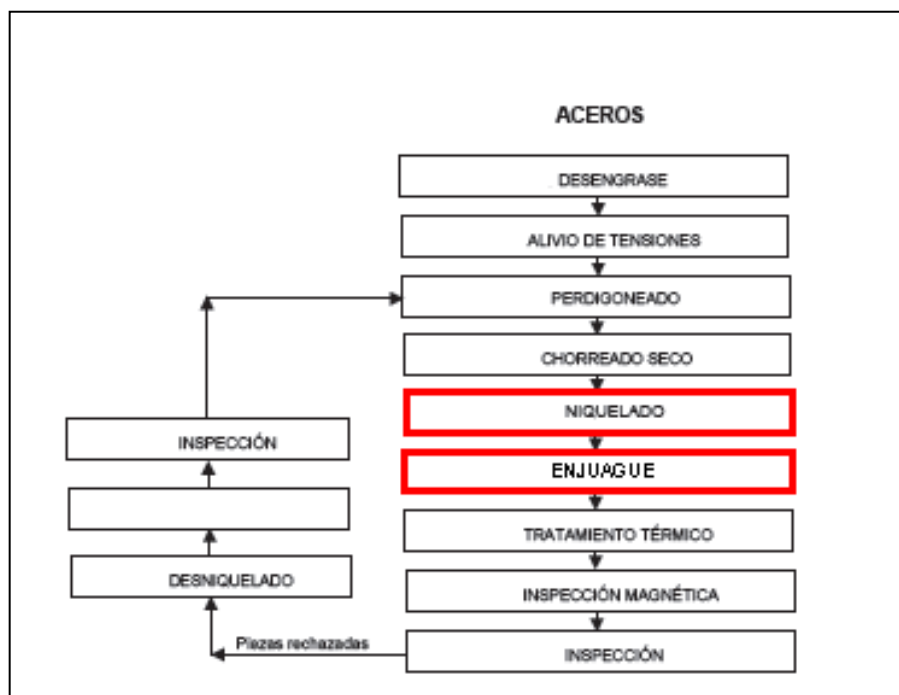 ACEROS
DESENGRASE
ALIVIO DE TENSIONES
PERDIGONEADO
CHORREADO SECO
NIQUELADO
ENJUAGUE
TRATAMIENTO TÉRMICO
INSPECCIÓN MAGNÉTICA
INSPECCIÓN
Piezas rechazadas
DESNIQUELADO
INSPECCIÓN